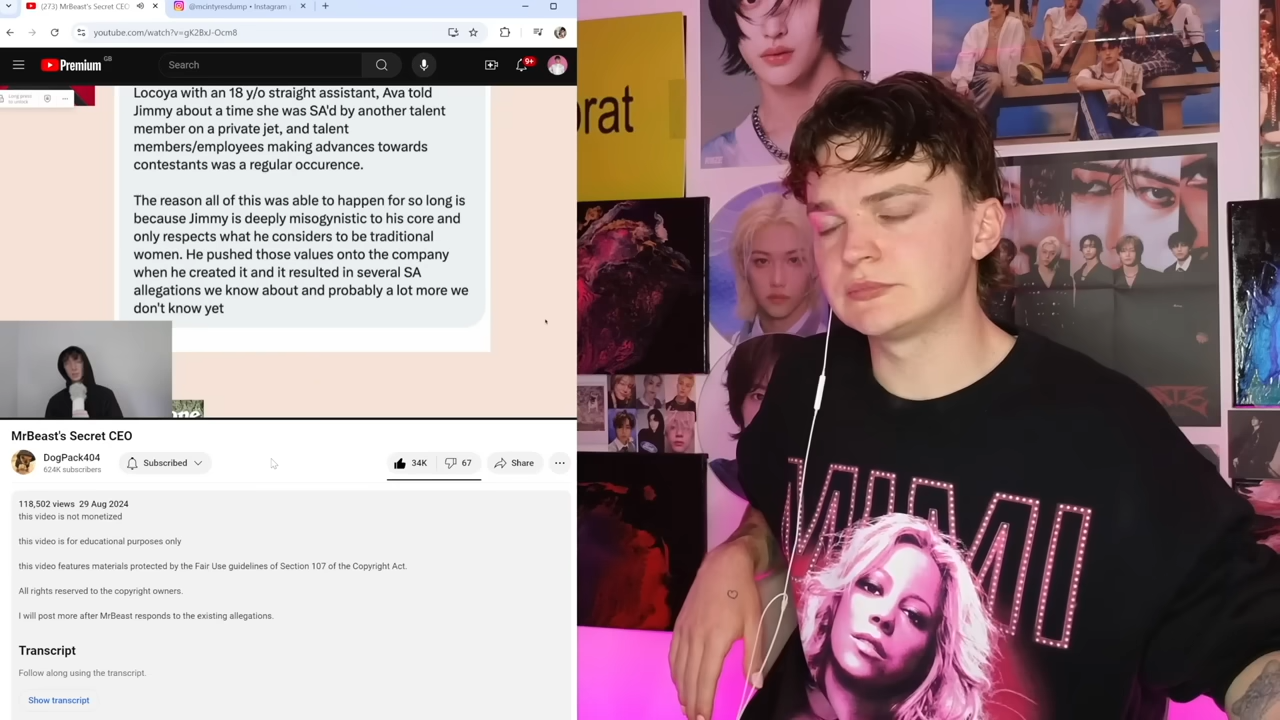 (273) MrBeast's Secret CEO
@mcintyresdump • Instagram
youtube.com/watch?v=gK2BxJ-Ocm8
Premium GB
Search
9+
Long press
to unlock
Locoya with an 18 y/o straight assistant, Ava told
Jimmy about a time she was SA'd by another talent
member on a private jet, and talent
members/employees making advances towards
contestants was a regular occurence.
The reason all of this was able to happen for so long is
because Jimmy is deeply misogynistic to his core and
only respects what he considers to be traditional
women. He pushed those values onto the company
when he created it and it resulted in several SA
allegations we know about and probably a lot more we
don't know yet
MrBeast's Secret CEO
DogPack404
624K subscribers
Subscribed
34K
67
Share
118,502 views 29 Aug 2024
this video is not monetized
this video is for educational purposes only
this video features materials protected by the Fair Use guidelines of Section 107 of the Copyright Act.
All rights reserved to the copyright owners.
I will post more after MrBeast responds to the existing allegations.
Transcript
Follow along using the transcript.
Show transcript
brat
MIMI